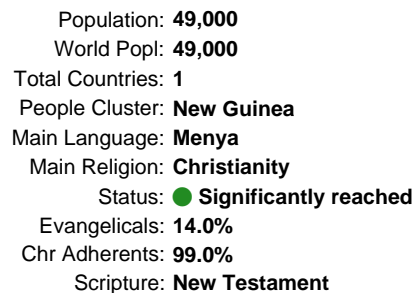 Population: 49,000
World Popl: 49,000
Total Countries: 1
People Cluster: New Guinea
Main Language: Menya
Main Religion: Christianity
Status: Significantly reached
Evangelicals: 14.0%
Chr Adherents: 99.0%
Scripture: New Testament